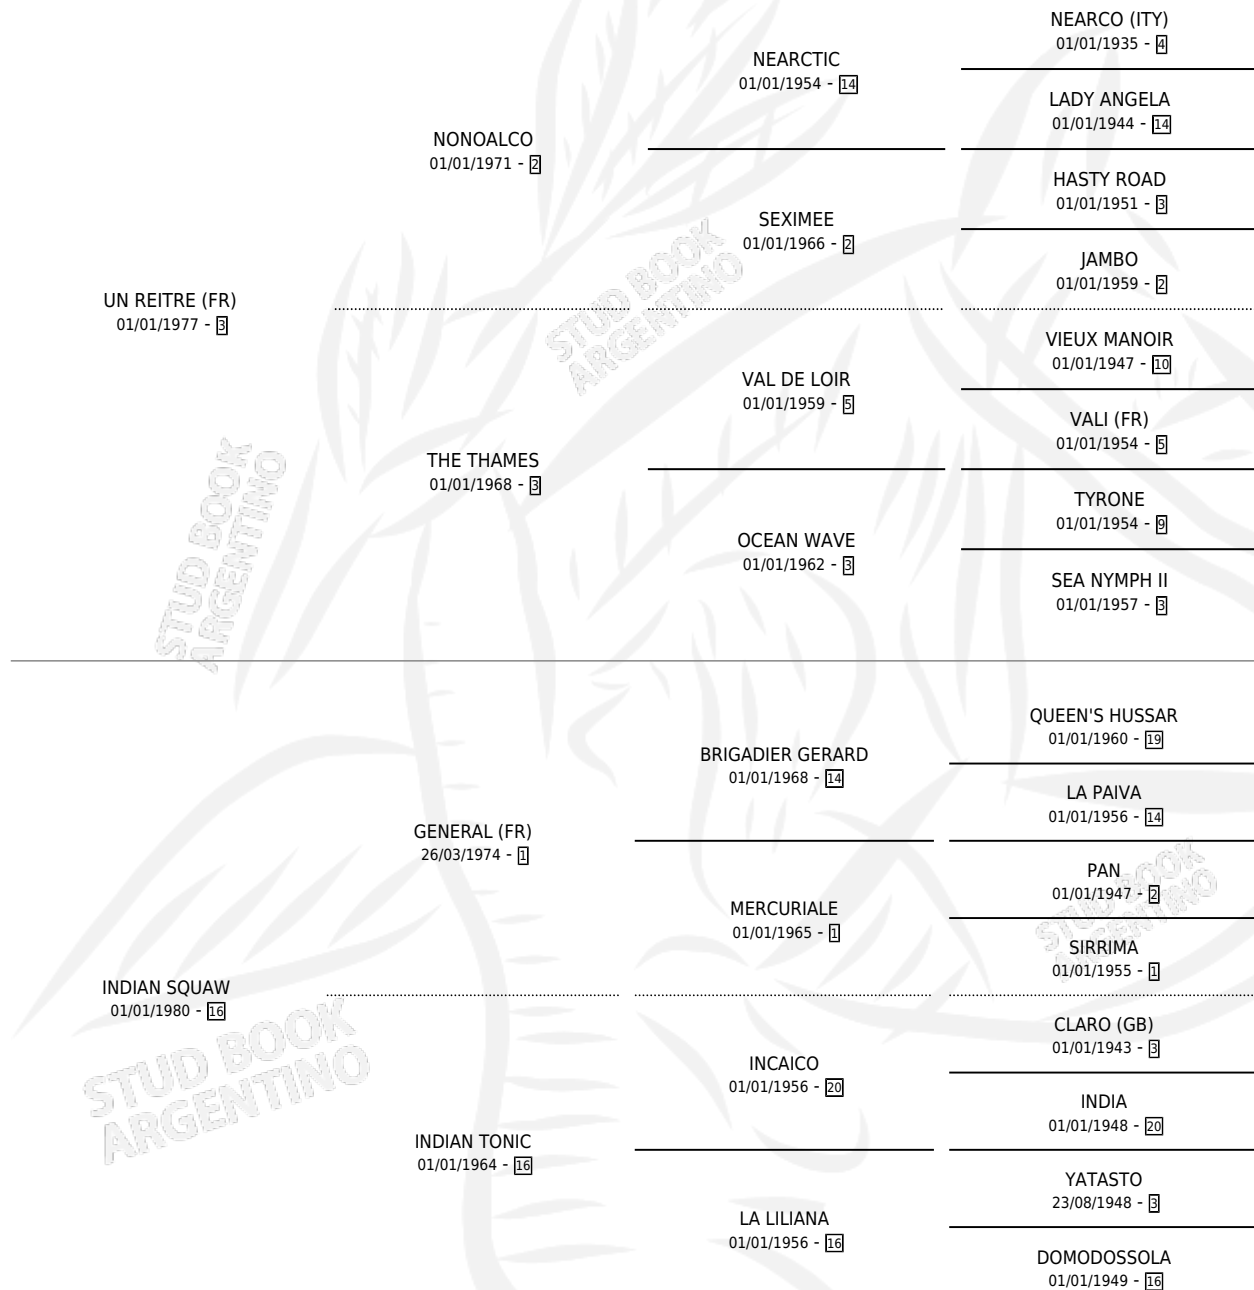 NEARCO (ITY)
01/01/1935 - 4
NEARCTIC
01/01/1954 - 14
LADY ANGELA
01/01/1944 - 14
NONOALCO
01/01/1971 - 2
HASTY ROAD
01/01/1951 - 3
SEXIMEE
01/01/1966 - 2
JAMBO
01/01/1959 - 2
UN REITRE (FR)
01/01/1977 - 3
STUD BOOK
ARGENTINO
VIEUX MANOIR
01/01/1947 - 10
VAL DE LOIR
01/01/1959 - 5
VALI (FR)
01/01/1954 - 5
THE THAMES
01/01/1968 - 3
TYRONE
01/01/1954 - 9
OCEAN WAVE
01/01/1962 - 3
SEA NYMPH II
01/01/1957 - 3
STUD BOOK
ARGENTINO
QUEEN'S HUSSAR
01/01/1960 - 19
BRIGADIER GERARD
01/01/1968 - 14
LA PAIVA
01/01/1956 - 14
GENERAL (FR)
26/03/1974 - 1
PAN
01/01/1947 - 2
MERCURIALE
01/01/1965 - 1
SIRRIMA
01/01/1955 - 1
STUD BOOK
ARGENTINO
INDIAN SQUAW
01/01/1980 - 16
CLARO (GB)
01/01/1943 - 3
INCAICO
01/01/1956 - 20
INDIA
01/01/1948 - 20
STUD BOOK
ARGENTINO
INDIAN TONIC
01/01/1964 - 16
YATASTO
23/08/1948 - 3
LA LILIANA
01/01/1956 - 16
DOMODOSSOLA
01/01/1949 - 16